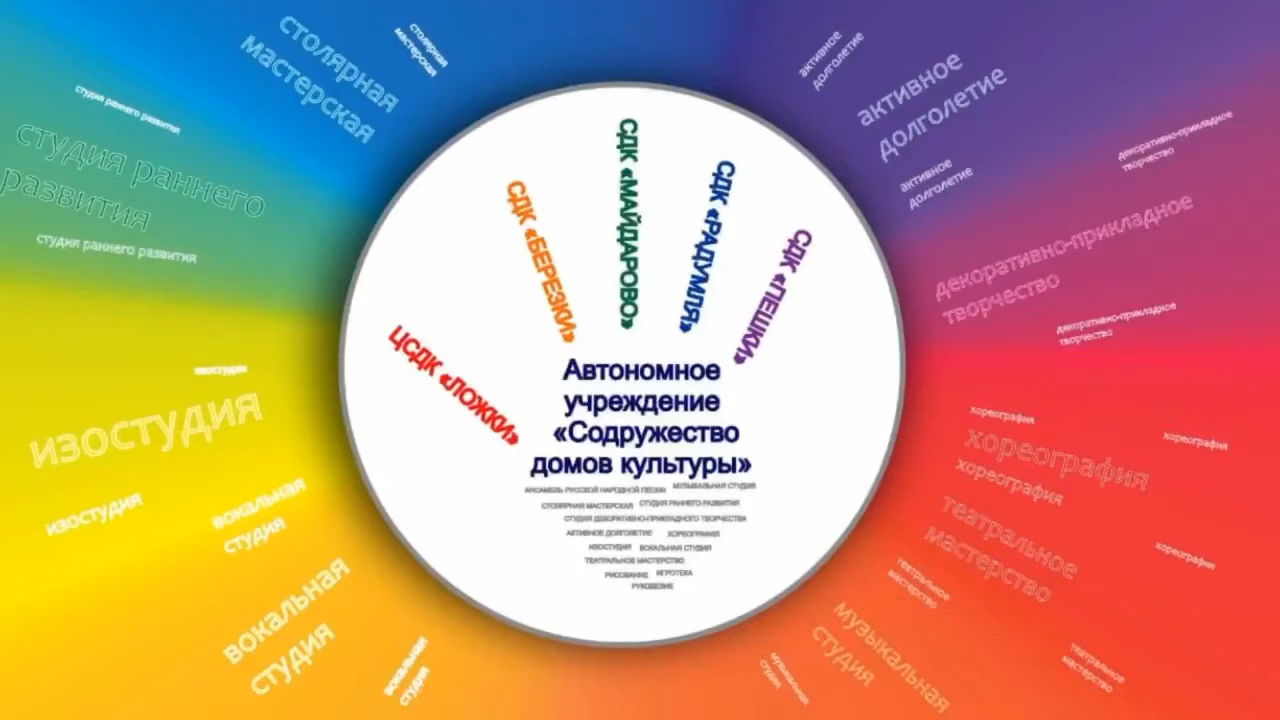 столярная
мастерская
столярная
мастерская
студия раннего развития
студия раннего
развития
студия раннего развития
активное
долголетие
активное
долголетие
активное
долголетие
декоративно-прикладное
творчество
декоративно-прикладное
творчество
декоративно-прикладное
творчество
ЦСДК «ЛОЖКИ»
СДК «БЕРЕЗКИ»
СДК «МАЙДАРОВО»
СДК «РАДУМЛЯ»
СДК «ПЕШКИ»
Автономное
учреждение
«Содружество
домов культуры»
АНСАМБЛЬ РУССКОЙ НАРОДНОЙ ПЕСНИ МУЗЫКАЛЬНАЯ СТУДИЯ
СТОЛЯРНАЯ МАСТЕРСКАЯ СТУДИЯ РАННЕГО РАЗВИТИЯ
СТУДИЯ ДЕКОРАТИВНО-ПРИКЛАДНОГО ТВОРЧЕСТВА
АКТИВНОЕ ДОЛГОЛЕТИЕ ХОРЕОГРАФИЯ
ИЗОСТУДИЯ ВОКАЛЬНАЯ СТУДИЯ
ТЕАТРАЛЬНОЕ МАСТЕРСТВО
РИСОВАНИЕ ИГРОТЕКА
РУКОДЕЛИЕ
изостудия
изостудия
изостудия
вокальная
студия
вокальная
студия
вокальная
студия
хореография
хореография
хореография
хореография
хореография
театральное
мастерство
театральное
мастерство
театральное
мастерство
музыкальная
студия
музыкальная
студия